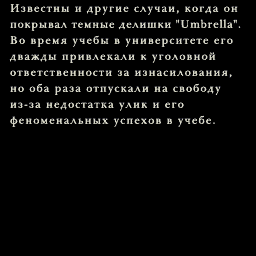 Известны и другие случаи, когда он
покрывал темные делишки "Umbrella".
Во время учебы в университете его
дважды привлекали к уголовной
ответственности за изнасилования,
но оба раза отпускали на свободу
из-за недостатка улик и его
феноменальных успехов в учебе.